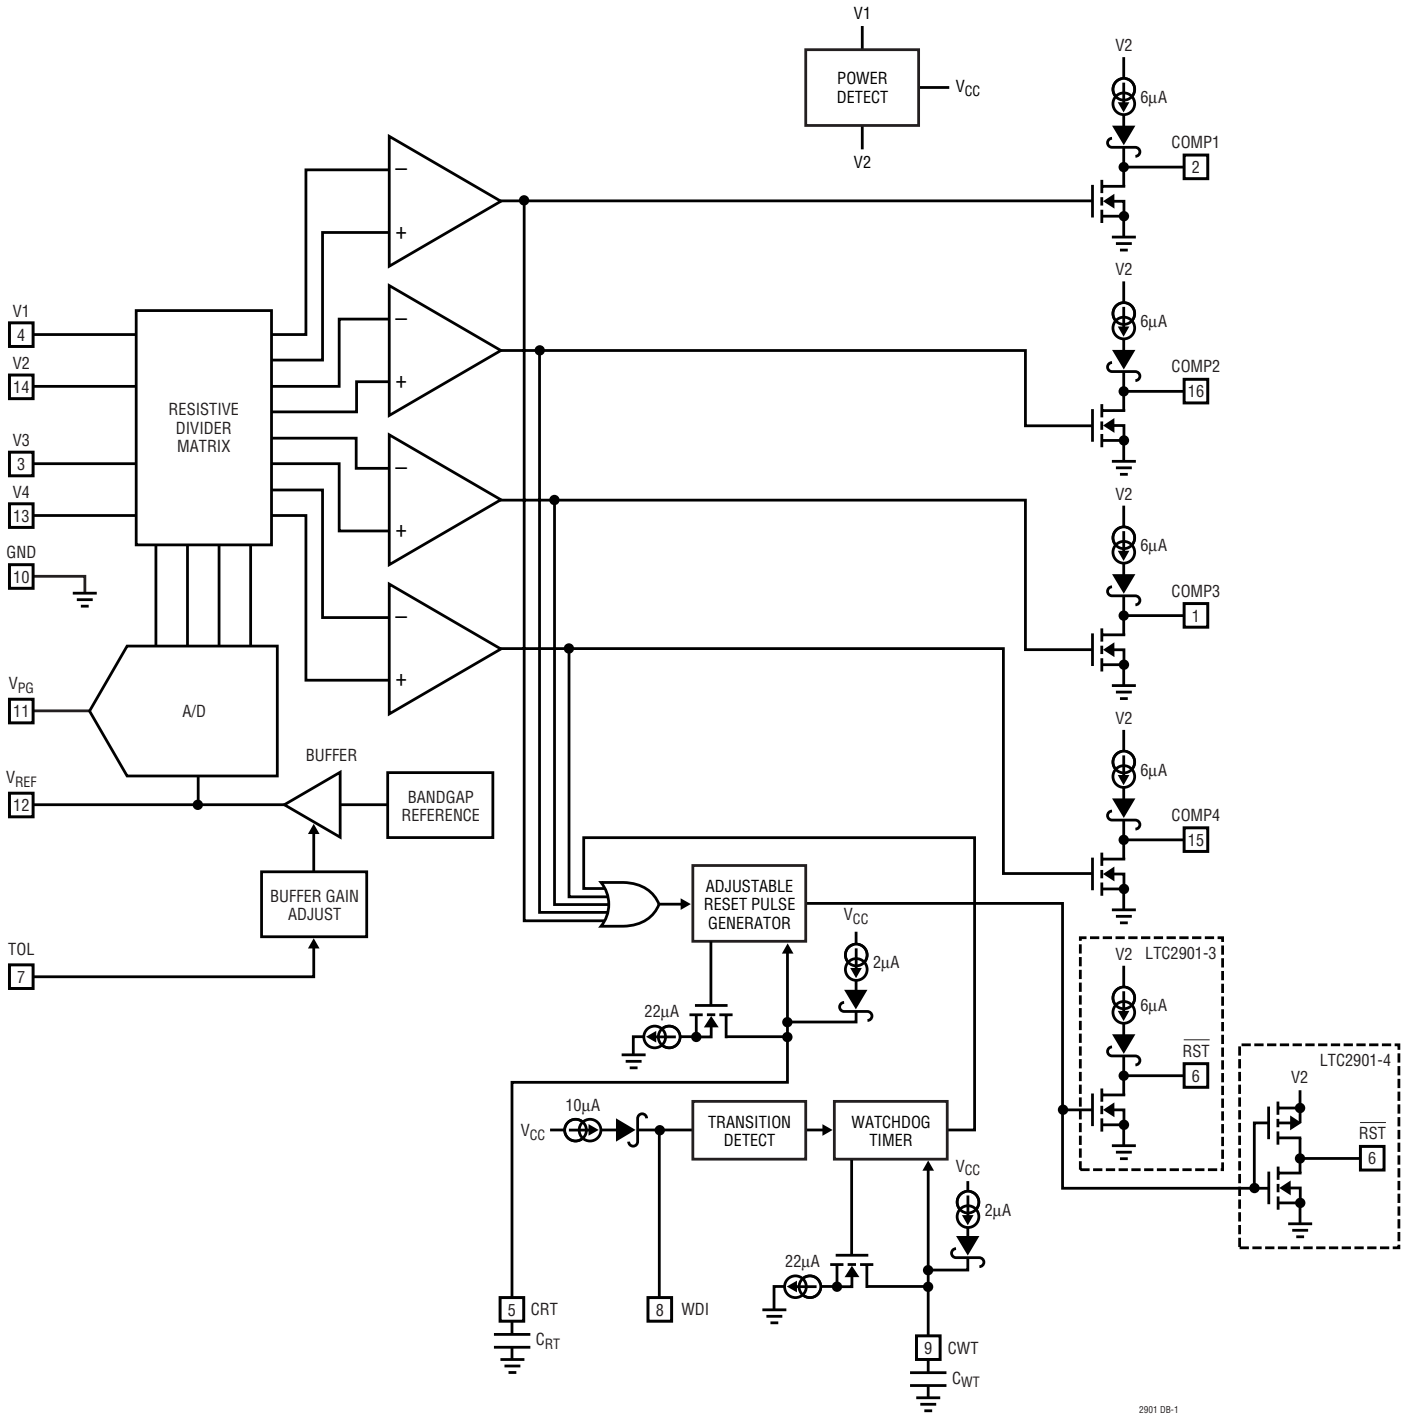 V1
POWER
DETECT
VCC
V2
V2
6µA
COMP1
2
−
+
V2
6µA
COMP2
16
−
+
V1
4
V2
14
V3
3
V4
13
GND
10
RESISTIVE
DIVIDER
MATRIX
−
+
V2
6µA
COMP3
1
−
+
VPG
11
A/D
VREF
12
BUFFER
BANDGAP
REFERENCE
BUFFER GAIN
ADJUST
TOL
7
V2
6µA
COMP4
15
ADJUSTABLE
RESET PULSE
GENERATOR
VCC
2µA
22µA
LTC2901-3
V2
6µA
RST
6
LTC2901-4
V2
RST
6
10µA
VCC
TRANSITION
DETECT
WATCHDOG
TIMER
VCC
2µA
22µA
5 CRT
CRT
8 WDI
9 CWT
CWT
2901 DB-1